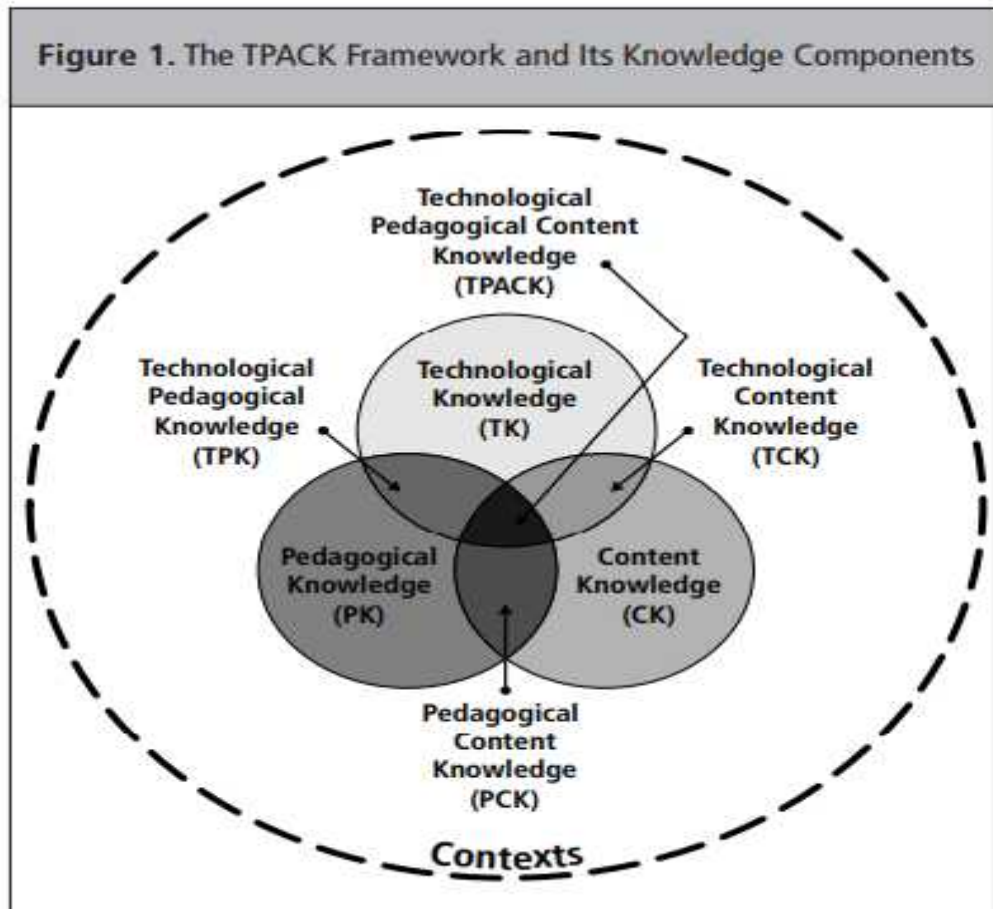 Figure 1. The TPACK Framework and Its Knowledge Components
Technological
Pedagogical Content
Knowledge
(TPACK)
Technological
Pedagogical
Knowledge
(TPK)
Technological
Knowledge
(TK)
Technological
Content
Knowledge
(TCK)
Pedagogical
Knowledge
(PK)
Content
Knowledge
(CK)
Pedagogical
Content
Knowledge
(PCK)
Contexts